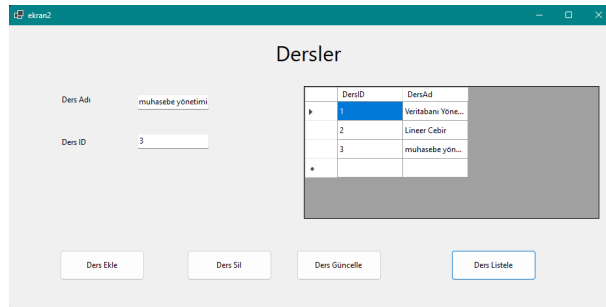 ekran2
Dersler
Ders Adı
muhasebe yönetimi
Ders ID
3
DersID DersAd
1 Veritabanı Yöne...
2 Lineer Cebir
3 muhasebe yön...
Ders Ekle Ders Sil Ders Güncelle Ders Listele